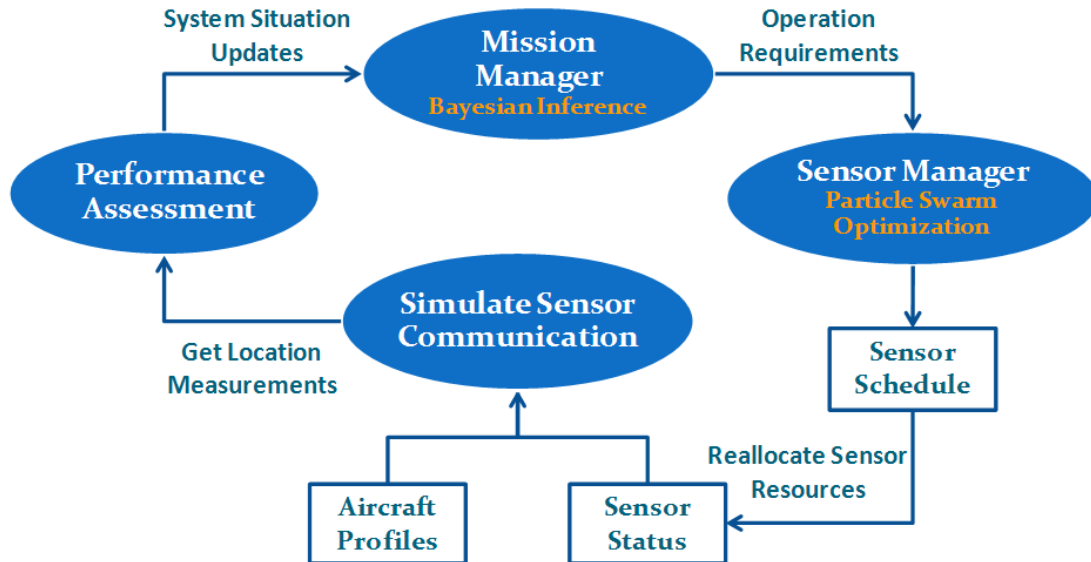 System Situation
Updates
Mission
Manager
Bayesian Inference
Operation
Requirements
Performance
Assessment
Sensor Manager
Particle Swarm
Optimization
Simulate Sensor
Communication
Get Location
Measurements
Sensor
Schedule
Reallocate Sensor
Resources
Aircraft
Profiles
Sensor
Status